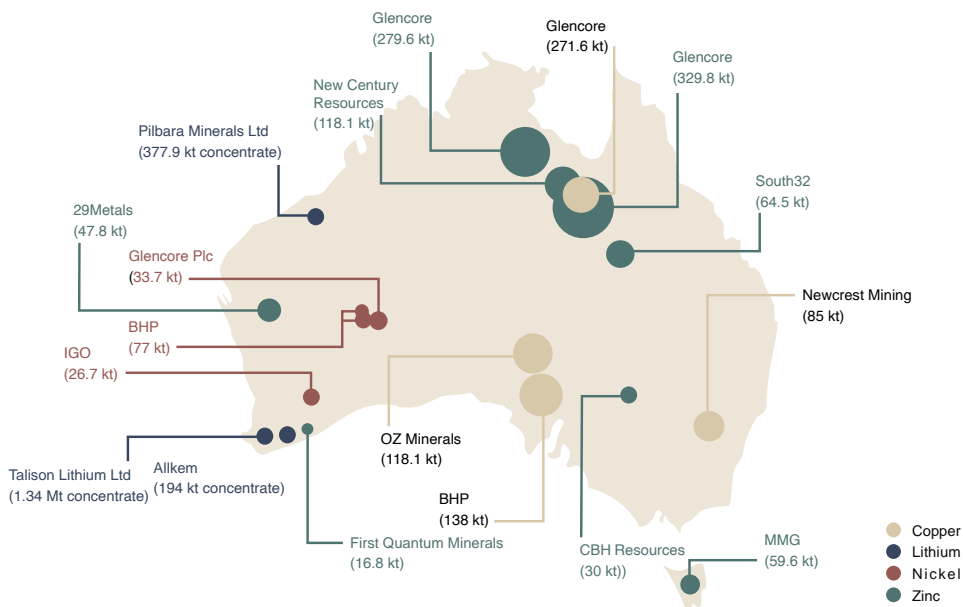 Glencore
(279.6 kt)
Glencore
(271.6 kt)
Glencore
(329.8 kt)
New Century
Resources
(118.1 kt)
Pilbara Minerals Ltd
(377.9 kt concentrate)
South32
(64.5 kt)
29Metals
(47.8 kt)
Glencore Plc
(33.7 kt)
Newcrest Mining
(85 kt)
BHP
(77 kt)
IGO
(26.7 kt)
OZ Minerals
(118.1 kt)
Talison Lithium Ltd
(1.34 Mt concentrate)
Allkem
(194 kt concentrate)
BHP
(138 kt)
First Quantum Minerals
(16.8 kt)
CBH Resources
(30 kt))
MMG
(59.6 kt)
Copper
Lithium
Nickel
Zinc